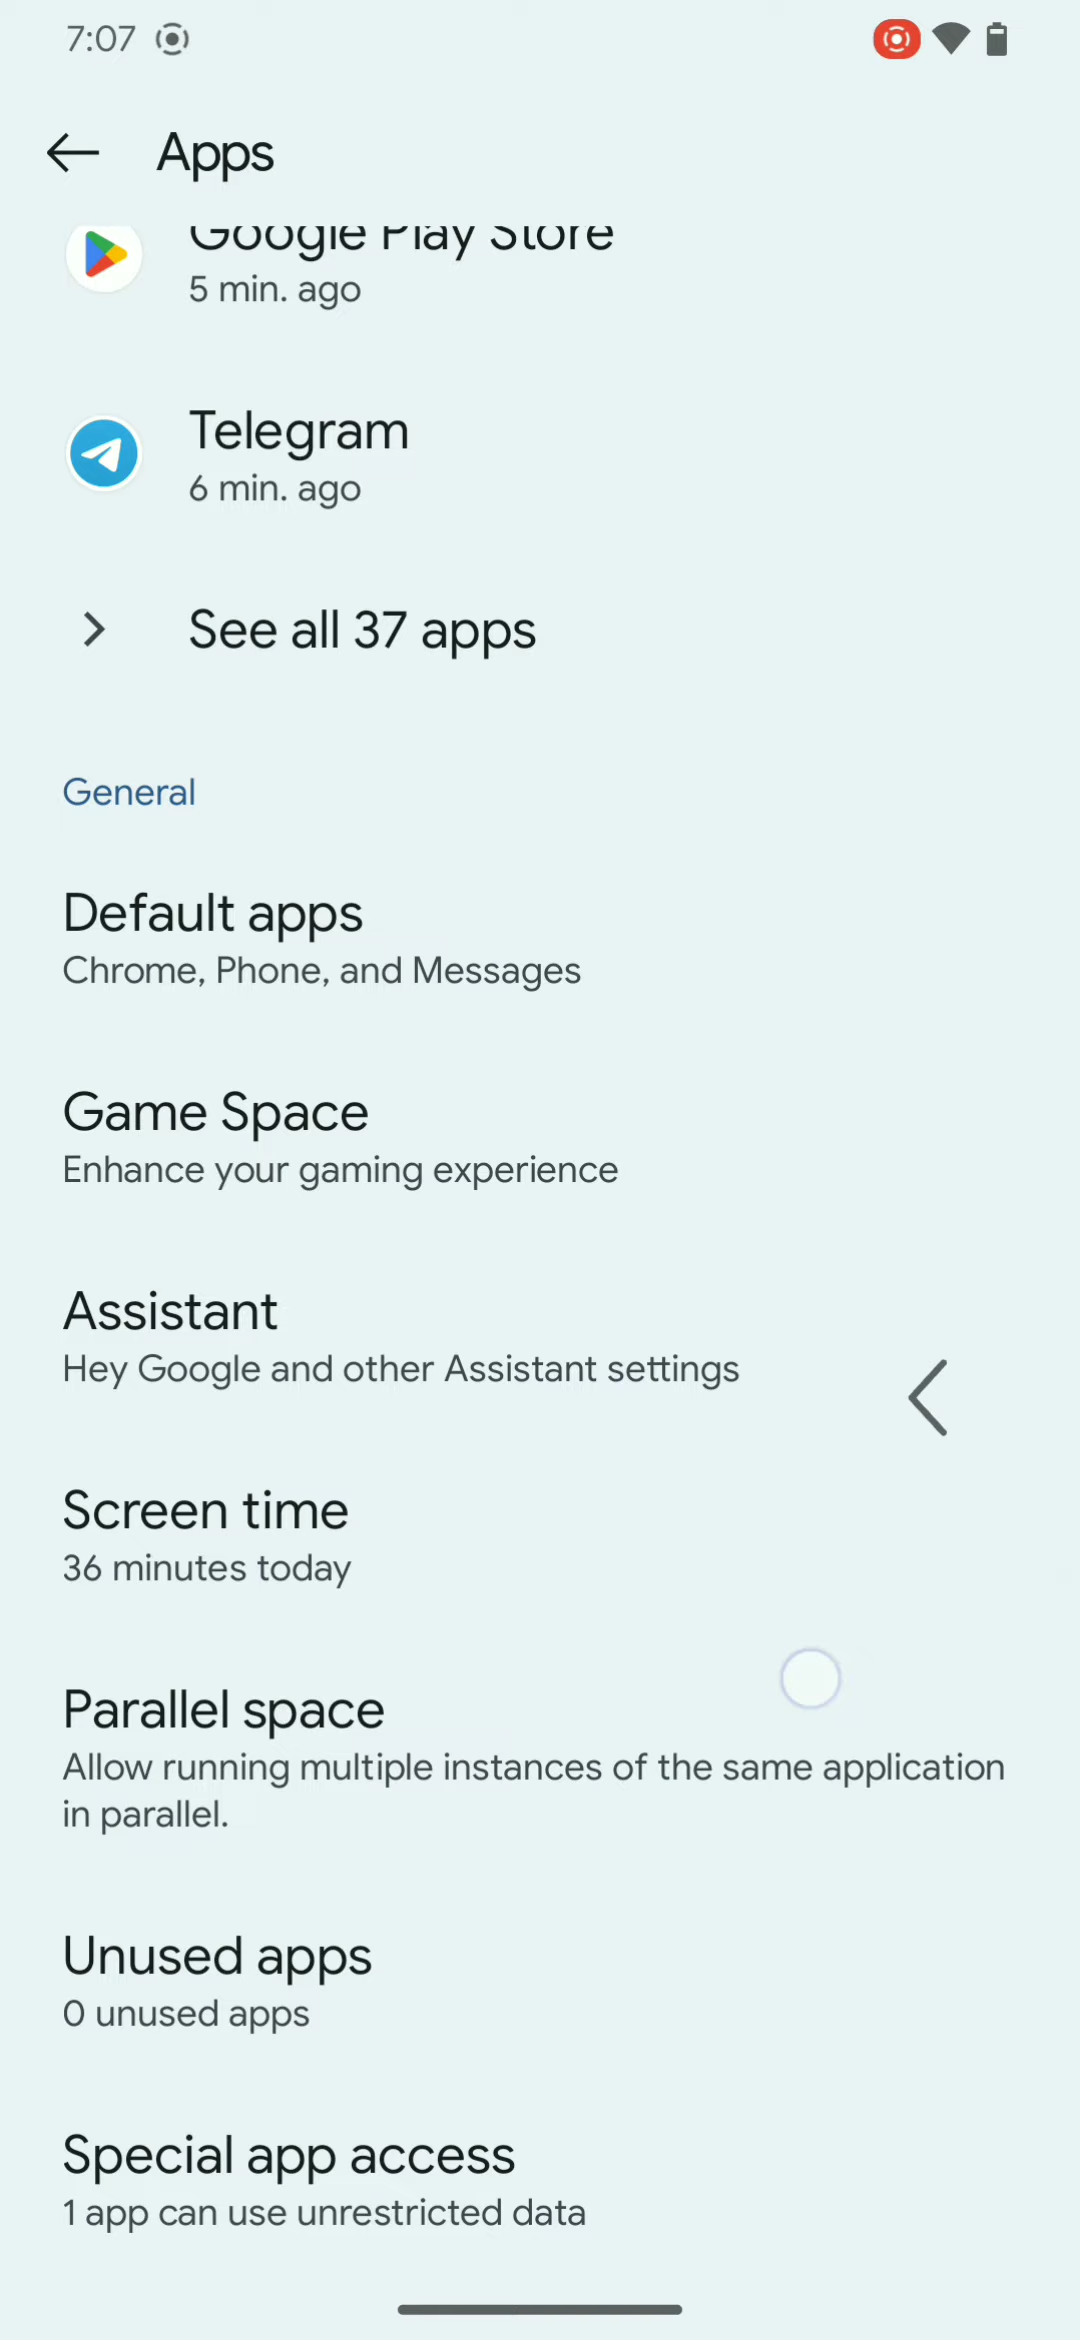 7:07
Apps
Google Play Store
5 min. ago
Telegram
6 min. ago
See all 37 apps
General
Default apps
Chrome, Phone, and Messages
Game Space
Enhance your gaming experience
Assistant
Hey Google and other Assistant settings
Screen time
36 minutes today
Parallel space
Allow running multiple instances of the same application
in parallel.
Unused apps
0 unused apps
Special app access
1 app can use unrestricted data